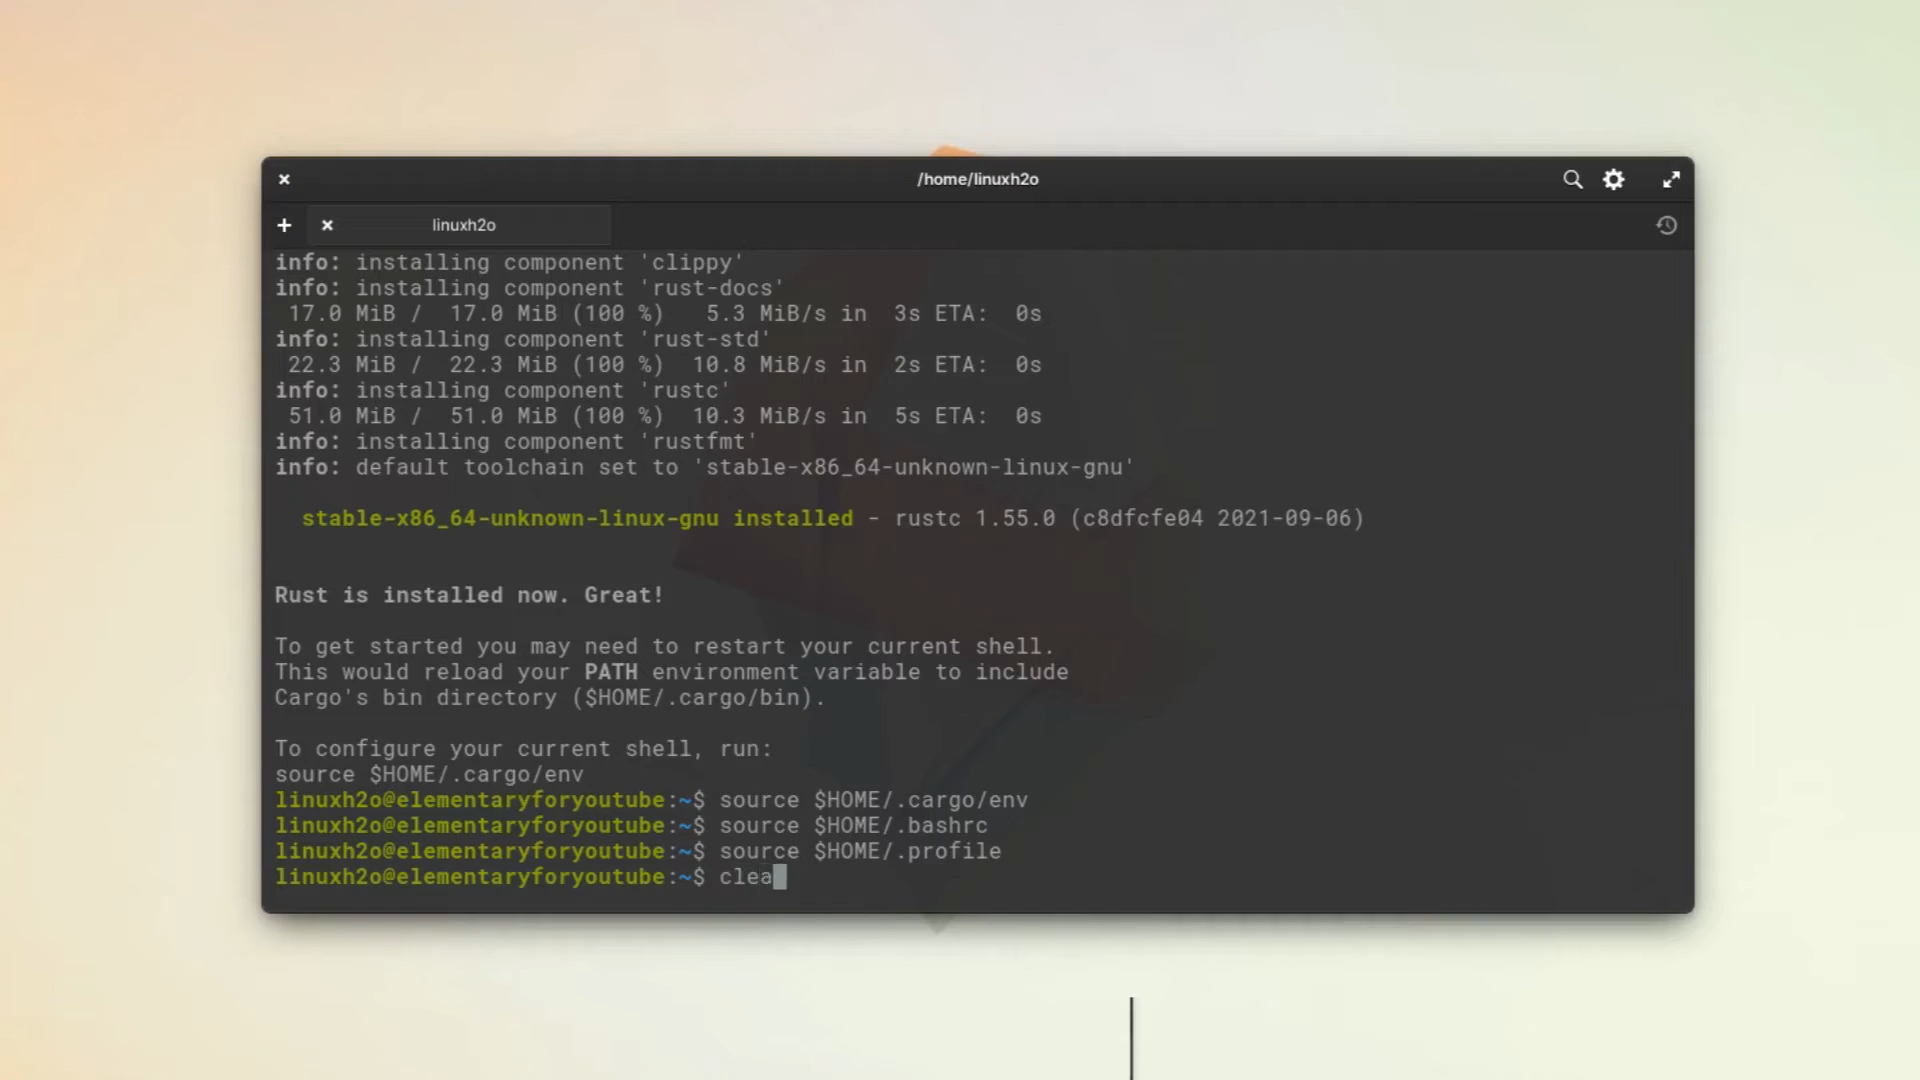 /home/linuxh2o
linuxh2o
info: installing component 'clippy'
info: installing component 'rust-docs'
17.0 MiB / 17.0 MiB (100 %) 5.3 MiB/s in 3s ETA: 0s
info: installing component 'rust-std'
22.3 MiB / 22.3 MiB (100 %) 10.8 MiB/s in 2s ETA: 0s
info: installing component 'rustc'
51.0 MiB / 51.0 MiB (100 %) 10.3 MiB/s in 5s ETA: 0s
info: installing component 'rustfmt'
info: default toolchain set to 'stable-x86_64-unknown-linux-gnu'
stable-x86_64-unknown-linux-gnu installed - rustc 1.55.0 (c8dfcfe04 2021-09-06)
Rust is installed now. Great!
To get started you may need to restart your current shell.
This would reload your PATH environment variable to include
Cargo's bin directory ($HOME/.cargo/bin).
To configure your current shell, run:
source $HOME/.cargo/env
linuxh2o@elementaryforyoutube:~$ source $HOME/.cargo/env
linuxh2o@elementaryforyoutube:~$ source $HOME/.bashrc
linuxh2o@elementaryforyoutube:~$ source $HOME/.profile
linuxh2o@elementaryforyoutube:~$ clea